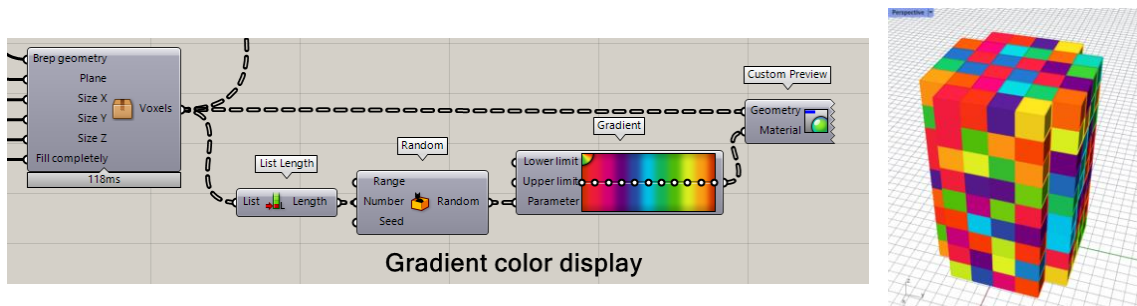 Perspective
Brep geometry
Plane
Size X
Voxels
Size Y
Size Z
Fill completely
118ms
List Length
List
Length
Random
Range
Number
Random
Seed
Gradient
Lower limit
Upper limit
Parameter
Custom Preview
Geometry
Material
Gradient color display